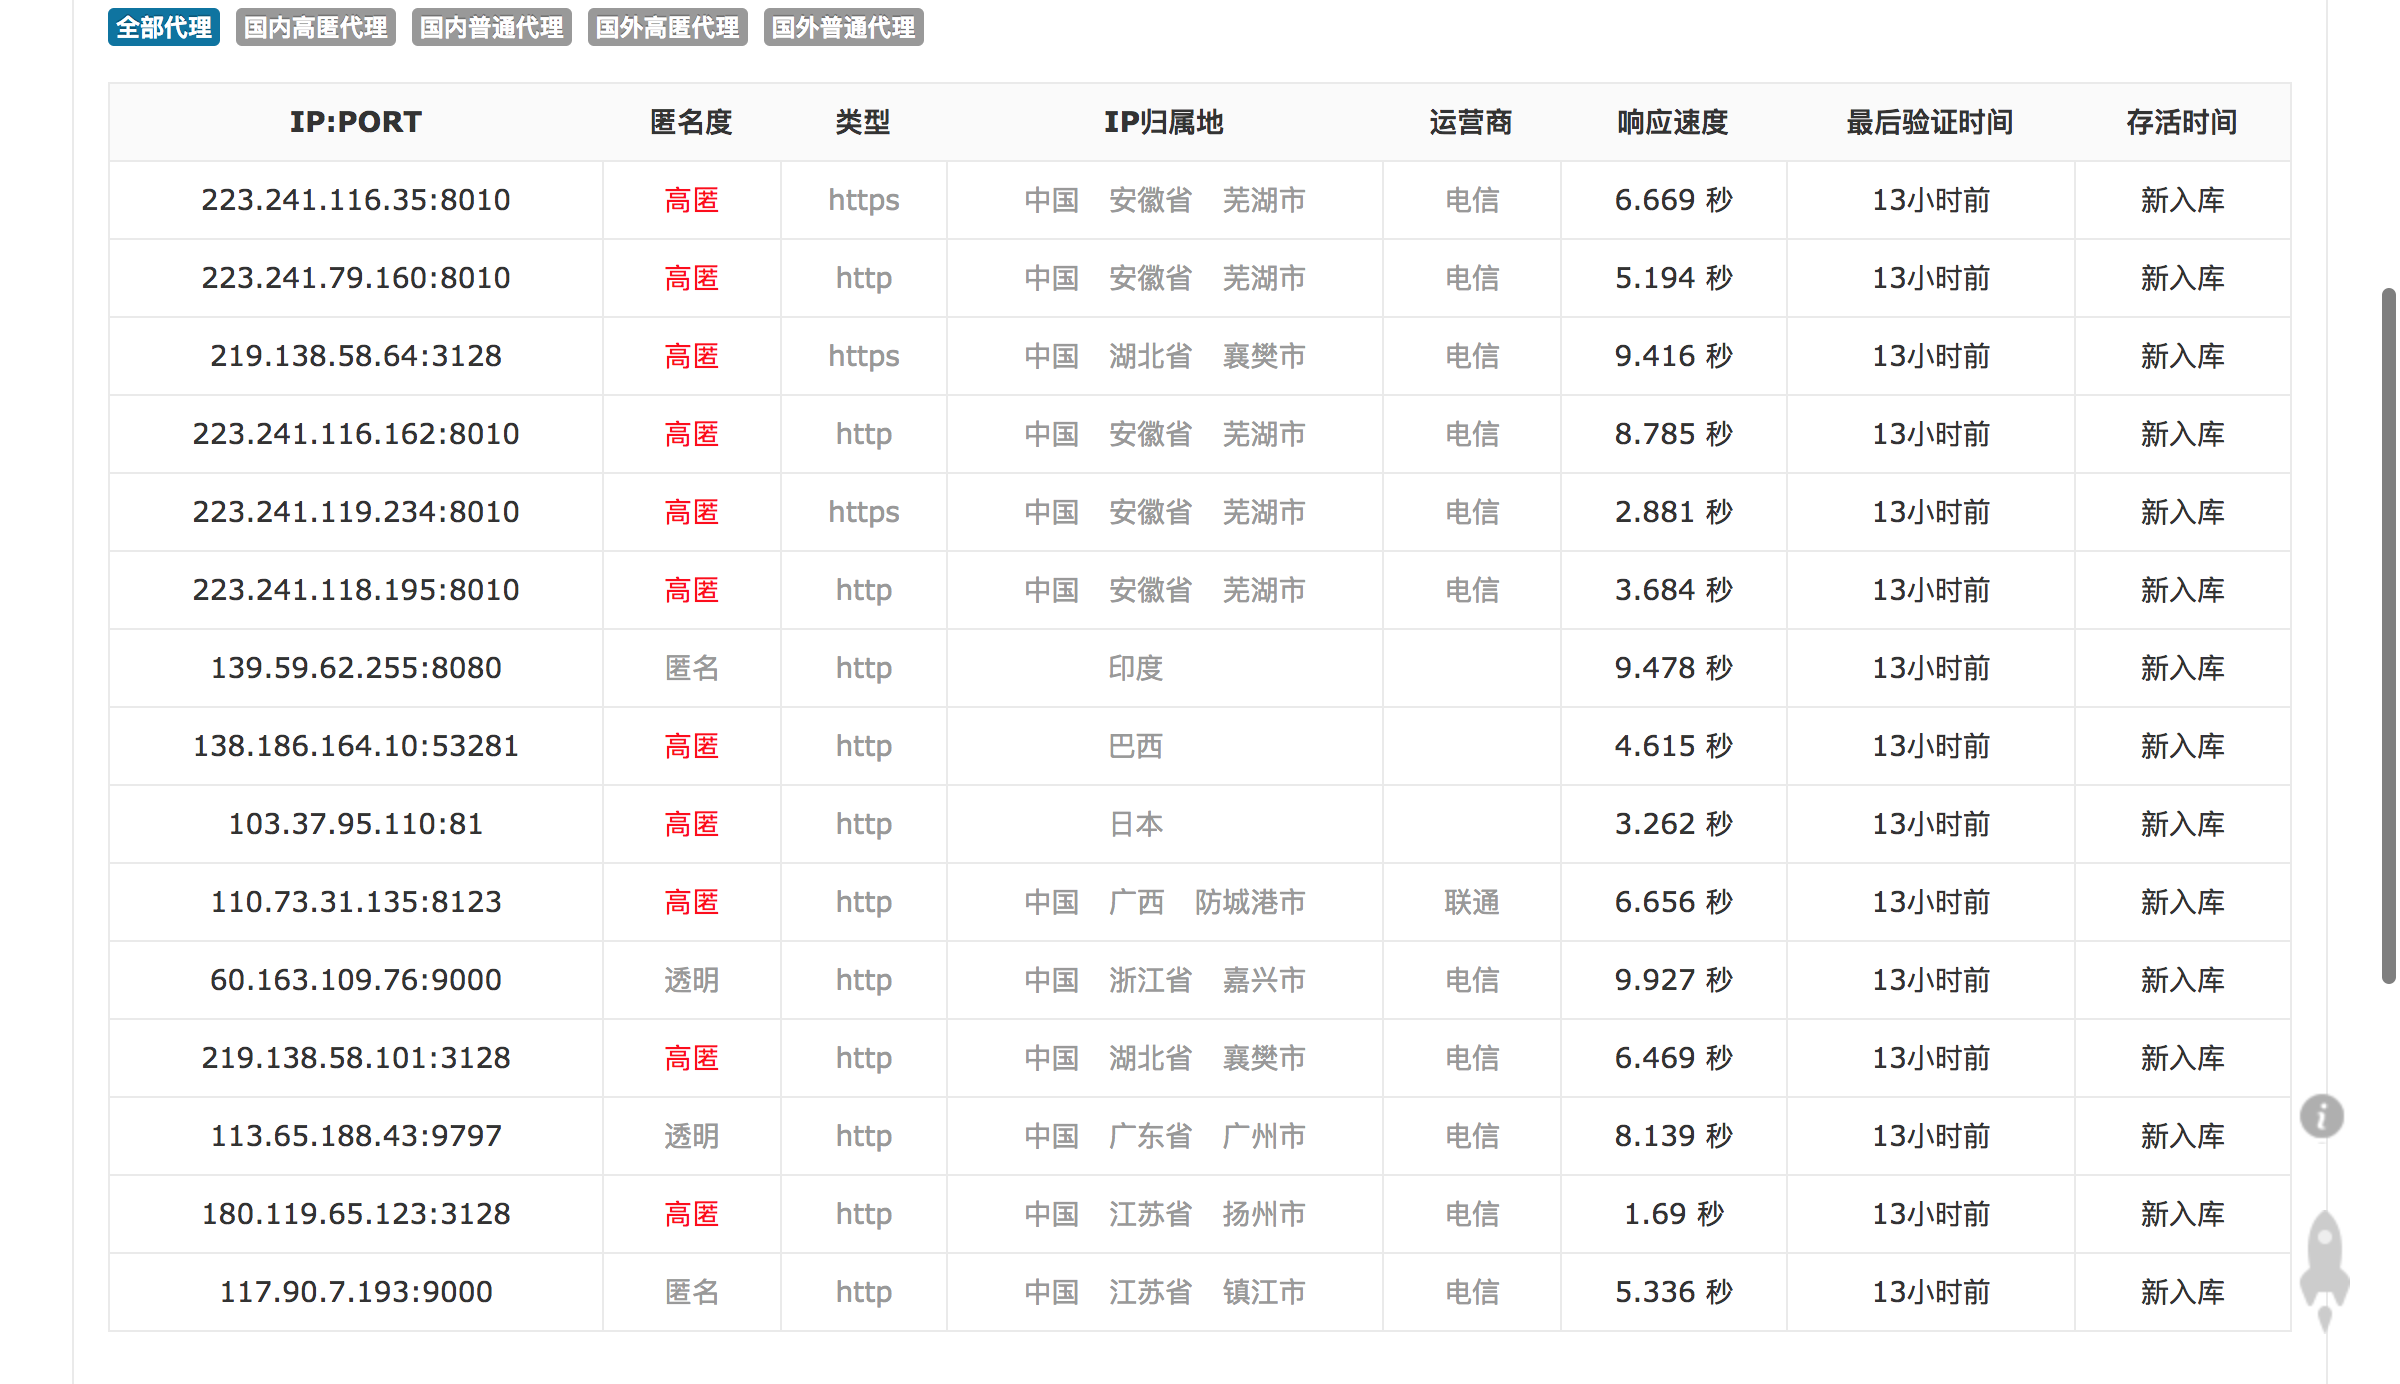 全部代理 国内高匿代理 国内普通代理 国外高匿代理 国外普通代理
IP:PORT 匿名度 类型 IP归属地 运营商 响应速度 最后验证时间 存活时间
223.241.116.35:8010 高匿 https 中国 安徽省 芜湖市 电信 6.669 秒 13小时前 新入库
223.241.79.160:8010 高匿 http 中国 安徽省 芜湖市 电信 5.194 秒 13小时前 新入库
219.138.58.64:3128 高匿 https 中国 湖北省 襄樊市 电信 9.416 秒 13小时前 新入库
223.241.116.162:8010 高匿 http 中国 安徽省 芜湖市 电信 8.785 秒 13小时前 新入库
223.241.119.234:8010 高匿 https 中国 安徽省 芜湖市 电信 2.881 秒 13小时前 新入库
223.241.118.195:8010 高匿 http 中国 安徽省 芜湖市 电信 3.684 秒 13小时前 新入库
139.59.62.255:8080 匿名 http 印度 9.478 秒 13小时前 新入库
138.186.164.10:53281 高匿 http 巴西 4.615 秒 13小时前 新入库
103.37.95.110:81 高匿 http 日本 3.262 秒 13小时前 新入库
110.73.31.135:8123 高匿 http 中国 广西 防城港市 联通 6.656 秒 13小时前 新入库
60.163.109.76:9000 透明 http 中国 浙江省 嘉兴市 电信 9.927 秒 13小时前 新入库
219.138.58.101:3128 高匿 http 中国 湖北省 襄樊市 电信 6.469 秒 13小时前 新入库
113.65.188.43:9797 透明 http 中国 广东省 广州市 电信 8.139 秒 13小时前 新入库
180.119.65.123:3128 高匿 http 中国 江苏省 扬州市 电信 1.69 秒 13小时前 新入库
117.90.7.193:9000 匿名 http 中国 江苏省 镇江市 电信 5.336 秒 13小时前 新入库